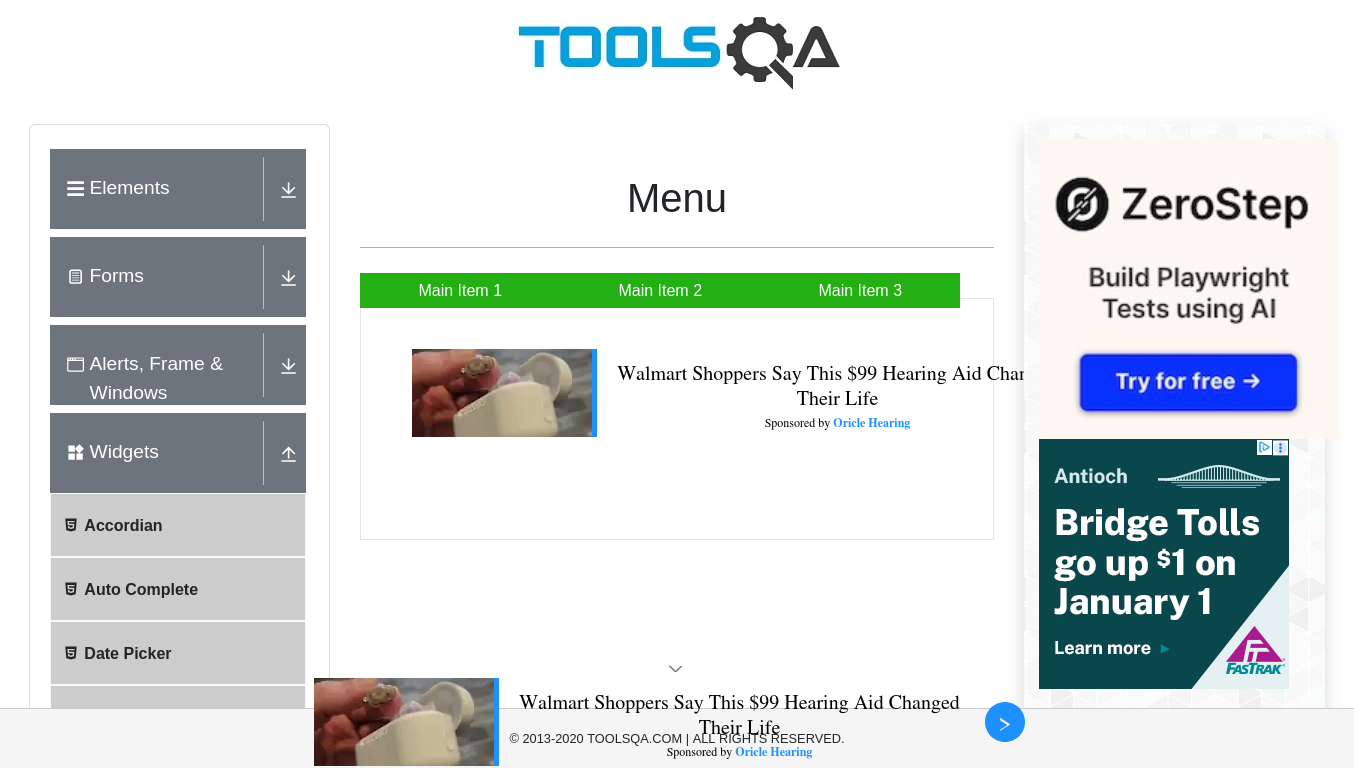 TOOLSQA
Elements
Forms
Alerts, Frame &
Windows
Widgets
Accordian
Auto Complete
Date Picker
Menu
Main Item 1
Main Item 2
Main Item 3
Walmart Shoppers Say This $99 Hearing Aid Chan
Their Life
Sponsored by Oricle Hearing
ZeroStep
Build Playwright
Tests using AI
Try for free →
Antioch
Bridge Tolls
go up $1 on
January 1
Learn more
FASTRAK
Walmart Shoppers Say This $99 Hearing Aid Changed
Their Life
Sponsored by Oricle Hearing
© 2013-2020 TOOLSQA.COM | ALL RIGHTS RESERVED.